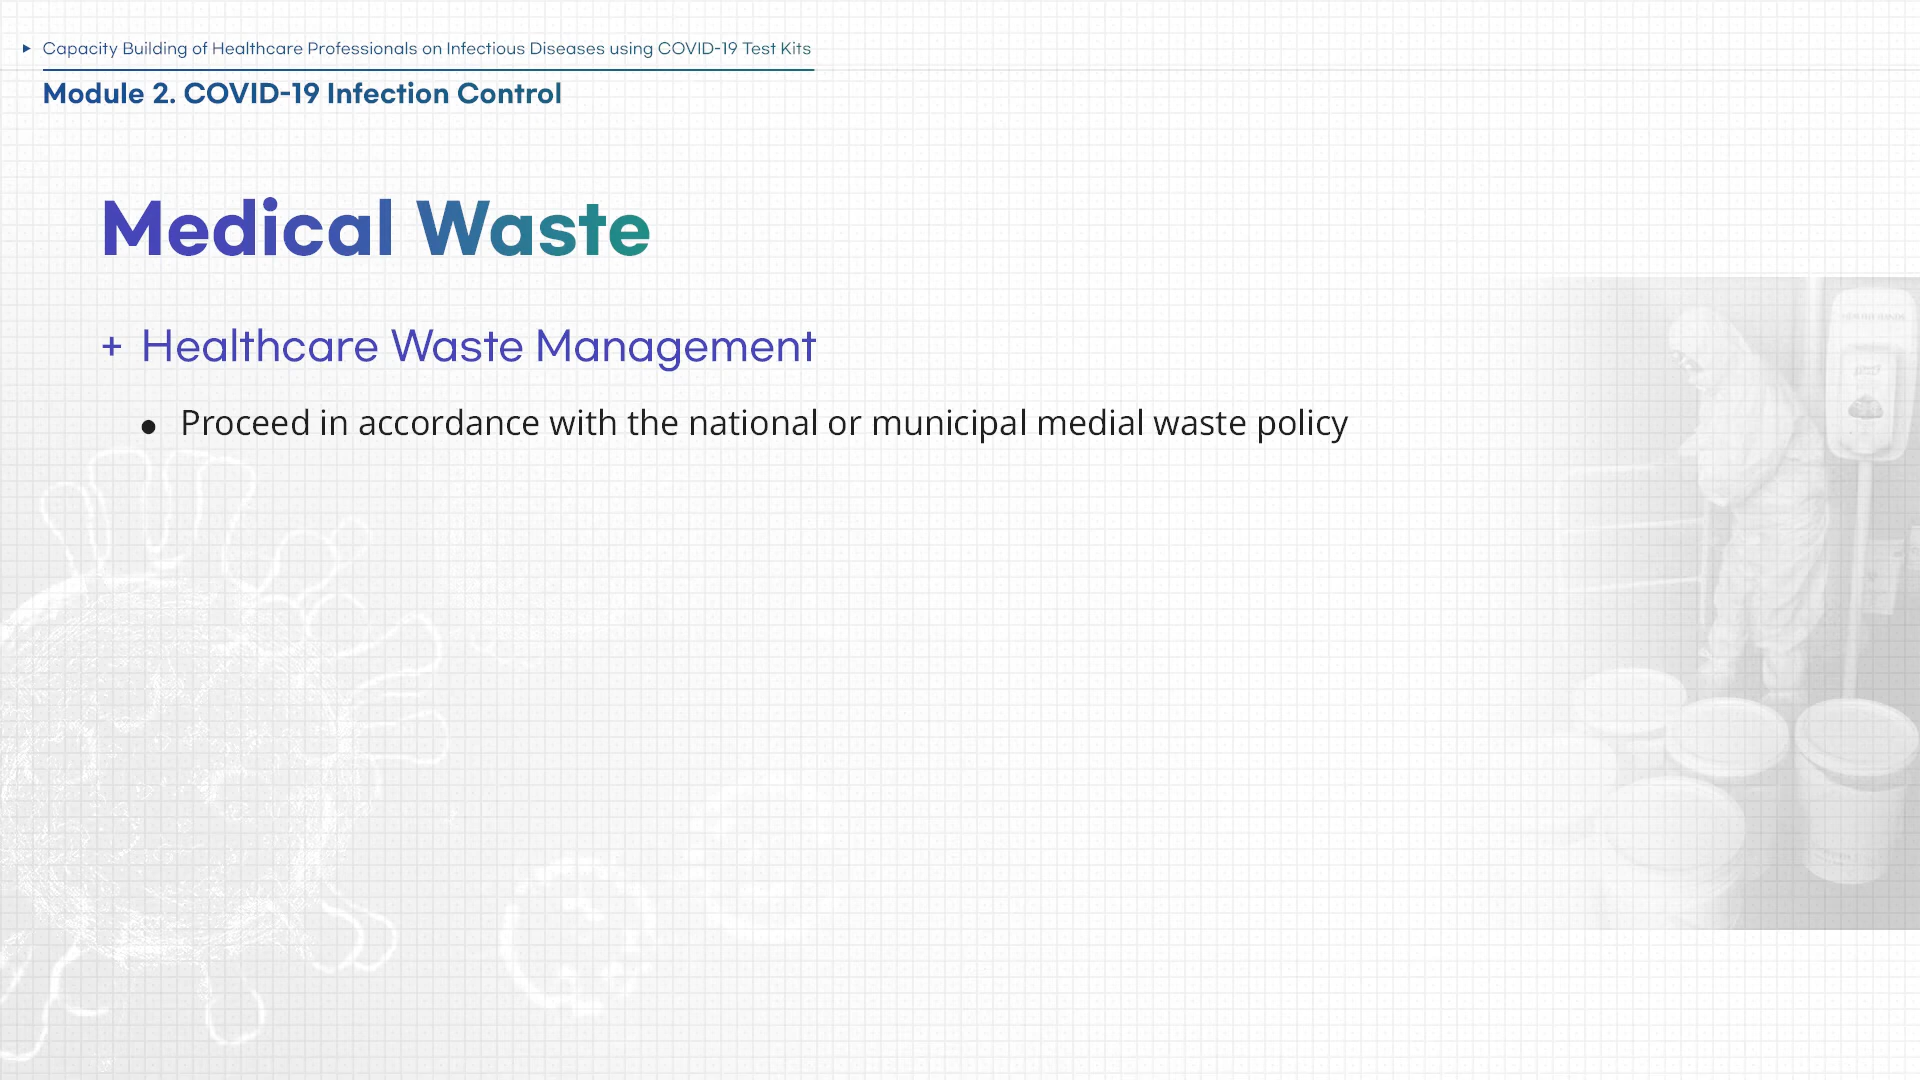 Capacity Building of Healthcare Professionals on Infectious Diseases using COVID-19 Test Kits
Module 2. COVID-19 Infection Control
Medical Waste
+ Healthcare Waste Management
● Proceed in accordance with the national or municipal medial waste policy